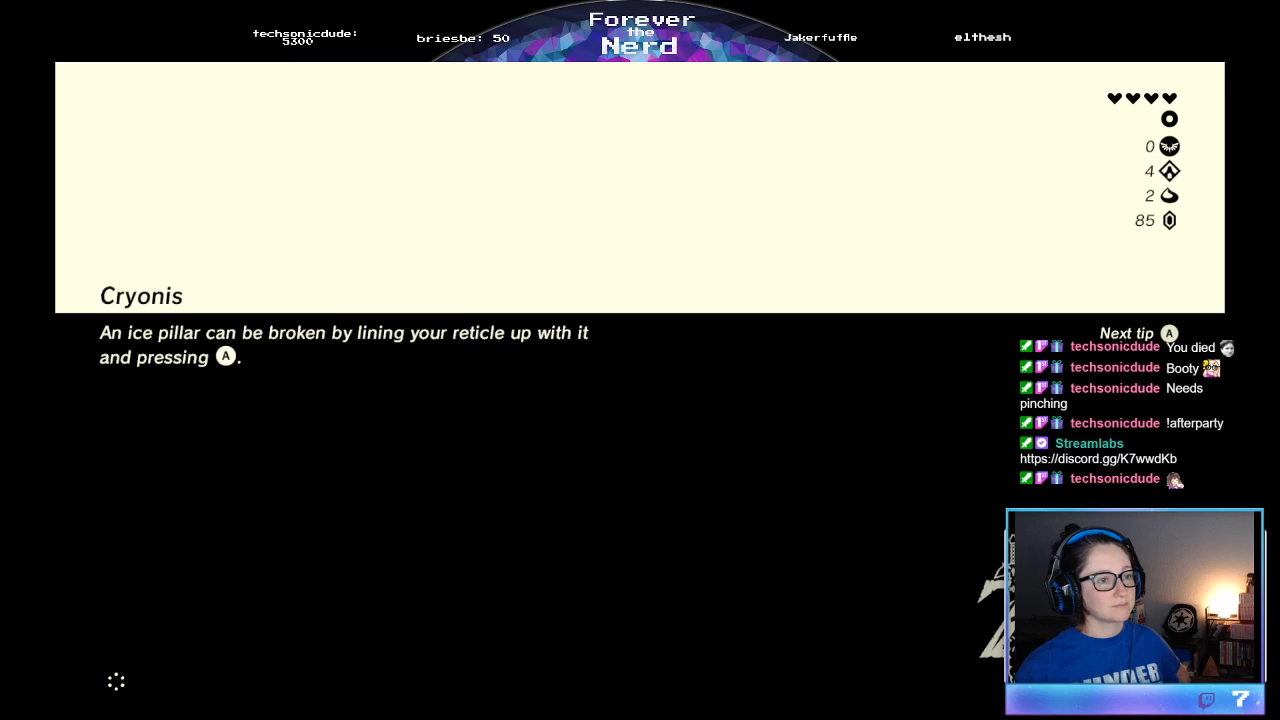 Forever
the
Nerd
techsonicdude:
5300
briesbe: 50
Jakerfuffle
elthesh
0
4
2
85
Cryonis
An ice pillar can be broken by lining your reticle up with it
and pressing A.
Next tip A
techsonicdude You died
techsonicdude Booty
techsonicdude Needs
pinching
techsonicdude !afterparty
Streamlabs
https://discord.gg/K7wwdKb
techsonicdude
7